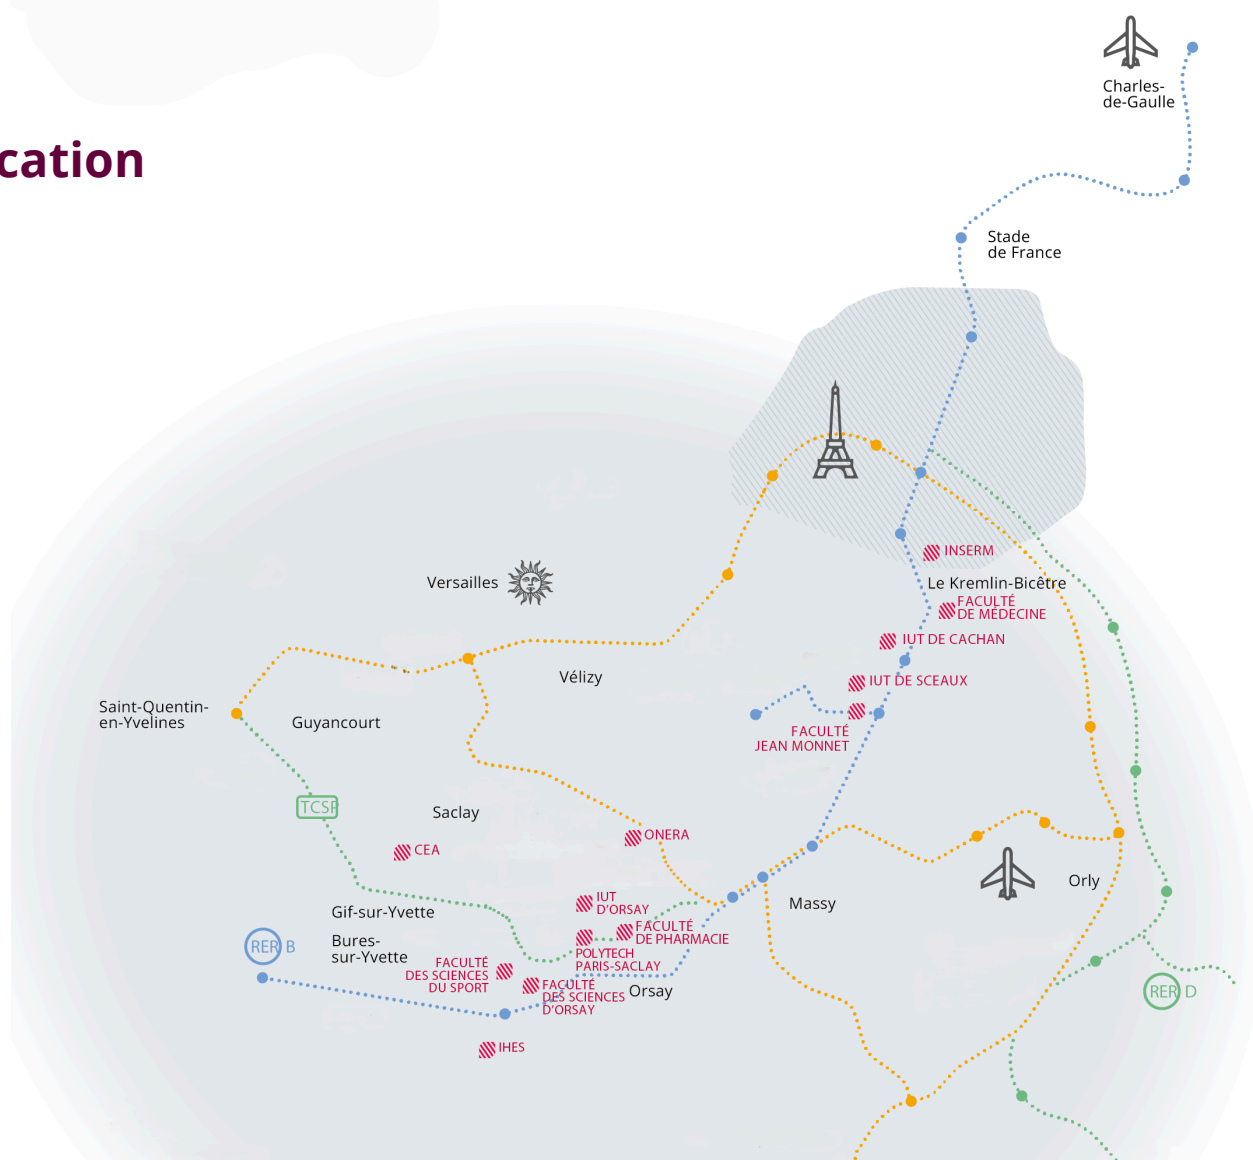 Charles-
de-Gaulle
cation
Stade
de France
INSERM
Le Kremlin-Bicêtre
FACULTÉ
DE MÉDECINE
Versailles
IUT DE CACHAN
Vélizy
IUT DE SCEAUX
Saint-Quentin-
en-Yvelines
Guyancourt
FACULTÉ
JEAN MONNET
TCSP
Saclay
ONERA
CEA
Orly
IUT
D'ORSAY
Massy
Gif-sur-Yvette
FACULTÉ
DE PHARMACIE
RER B
Bures-
sur-Yvette
POLYTECH
PARIS-SACLAY
FACULTÉ
DES SCIENCES
DU SPORT
FACULTÉ
DES SCIENCES
D'ORSAY
Orsay
RER D
IHES